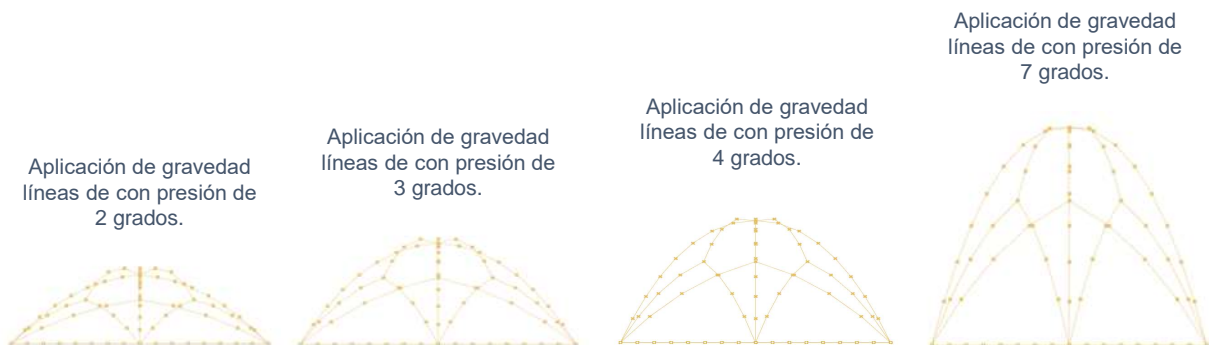 Aplicación de gravedad
líneas de con presión de
2 grados.
Aplicación de gravedad
líneas de con presión de
3 grados.
Aplicación de gravedad
líneas de con presión de
4 grados.
Aplicación de gravedad
líneas de con presión de
7 grados.